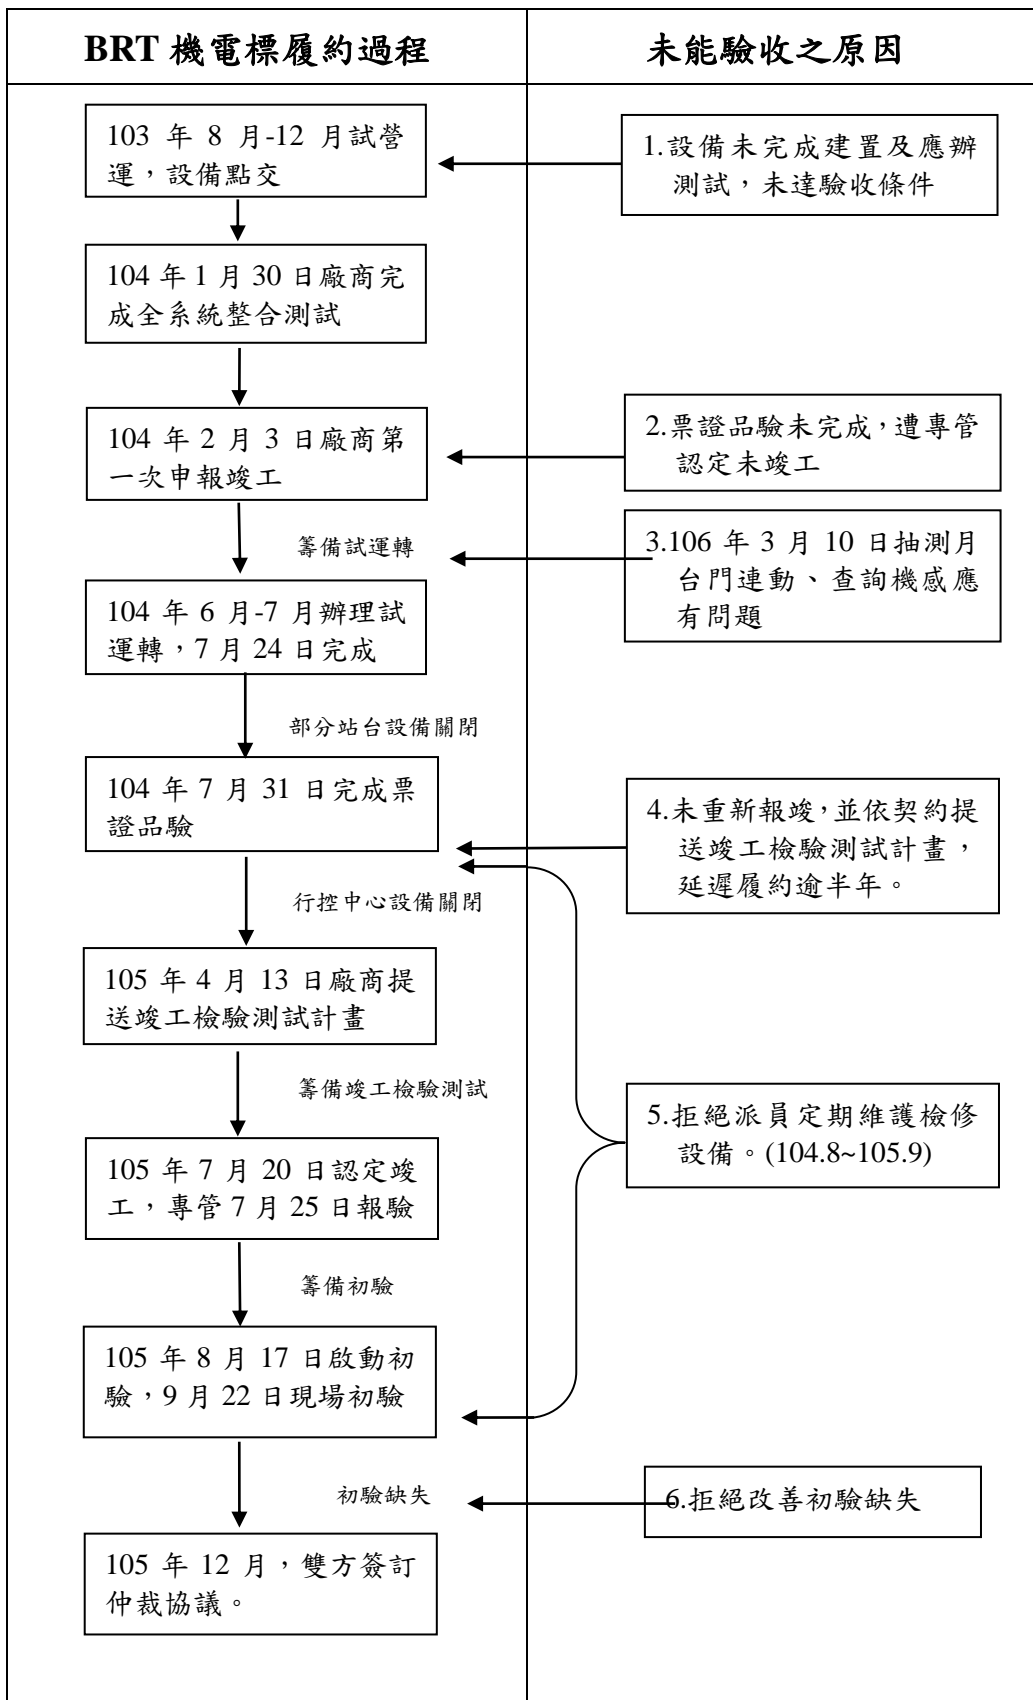 BRT 機電標履約過程
未能驗收之原因
103 年 8 月-12 月試營
運，設備點交
1.設備未完成建置及應辦
測試，未達驗收條件
104 年 1 月 30 日廠商完
成全系統整合測試
104 年 2 月 3 日廠商第
一次申報竣工
2.票證品驗未完成，遭專管
認定未竣工
籌備試運轉
3.106 年 3 月 10 日抽測月
台門連動、查詢機感應
有問題
104 年 6 月-7 月辦理試
運轉，7 月 24 日完成
部分站台設備關閉
104 年 7 月 31 日完成票
證品驗
4.未重新報竣，並依契約提
送竣工檢驗測試計畫，
延遲履約逾半年。
行控中心設備關閉
105 年 4 月 13 日廠商提
送竣工檢驗測試計畫
籌備竣工檢驗測試
5.拒絕派員定期維護檢修
設備。(104.8~105.9)
105 年 7 月 20 日認定竣
工，專管 7 月 25 日報驗
籌備初驗
105 年 8 月 17 日啟動初
驗，9 月 22 日現場初驗
初驗缺失
6.拒絕改善初驗缺失
105 年 12 月，雙方簽訂
仲裁協議。